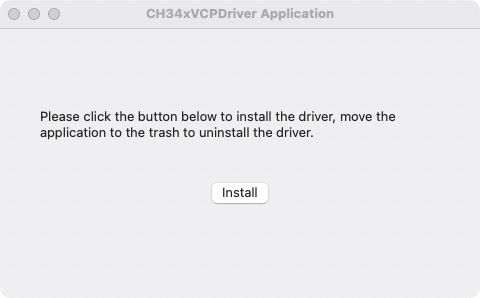 CH34xVCPDriver Application
Please click the button below to install the driver, move the
application to the trash to uninstall the driver.
Install